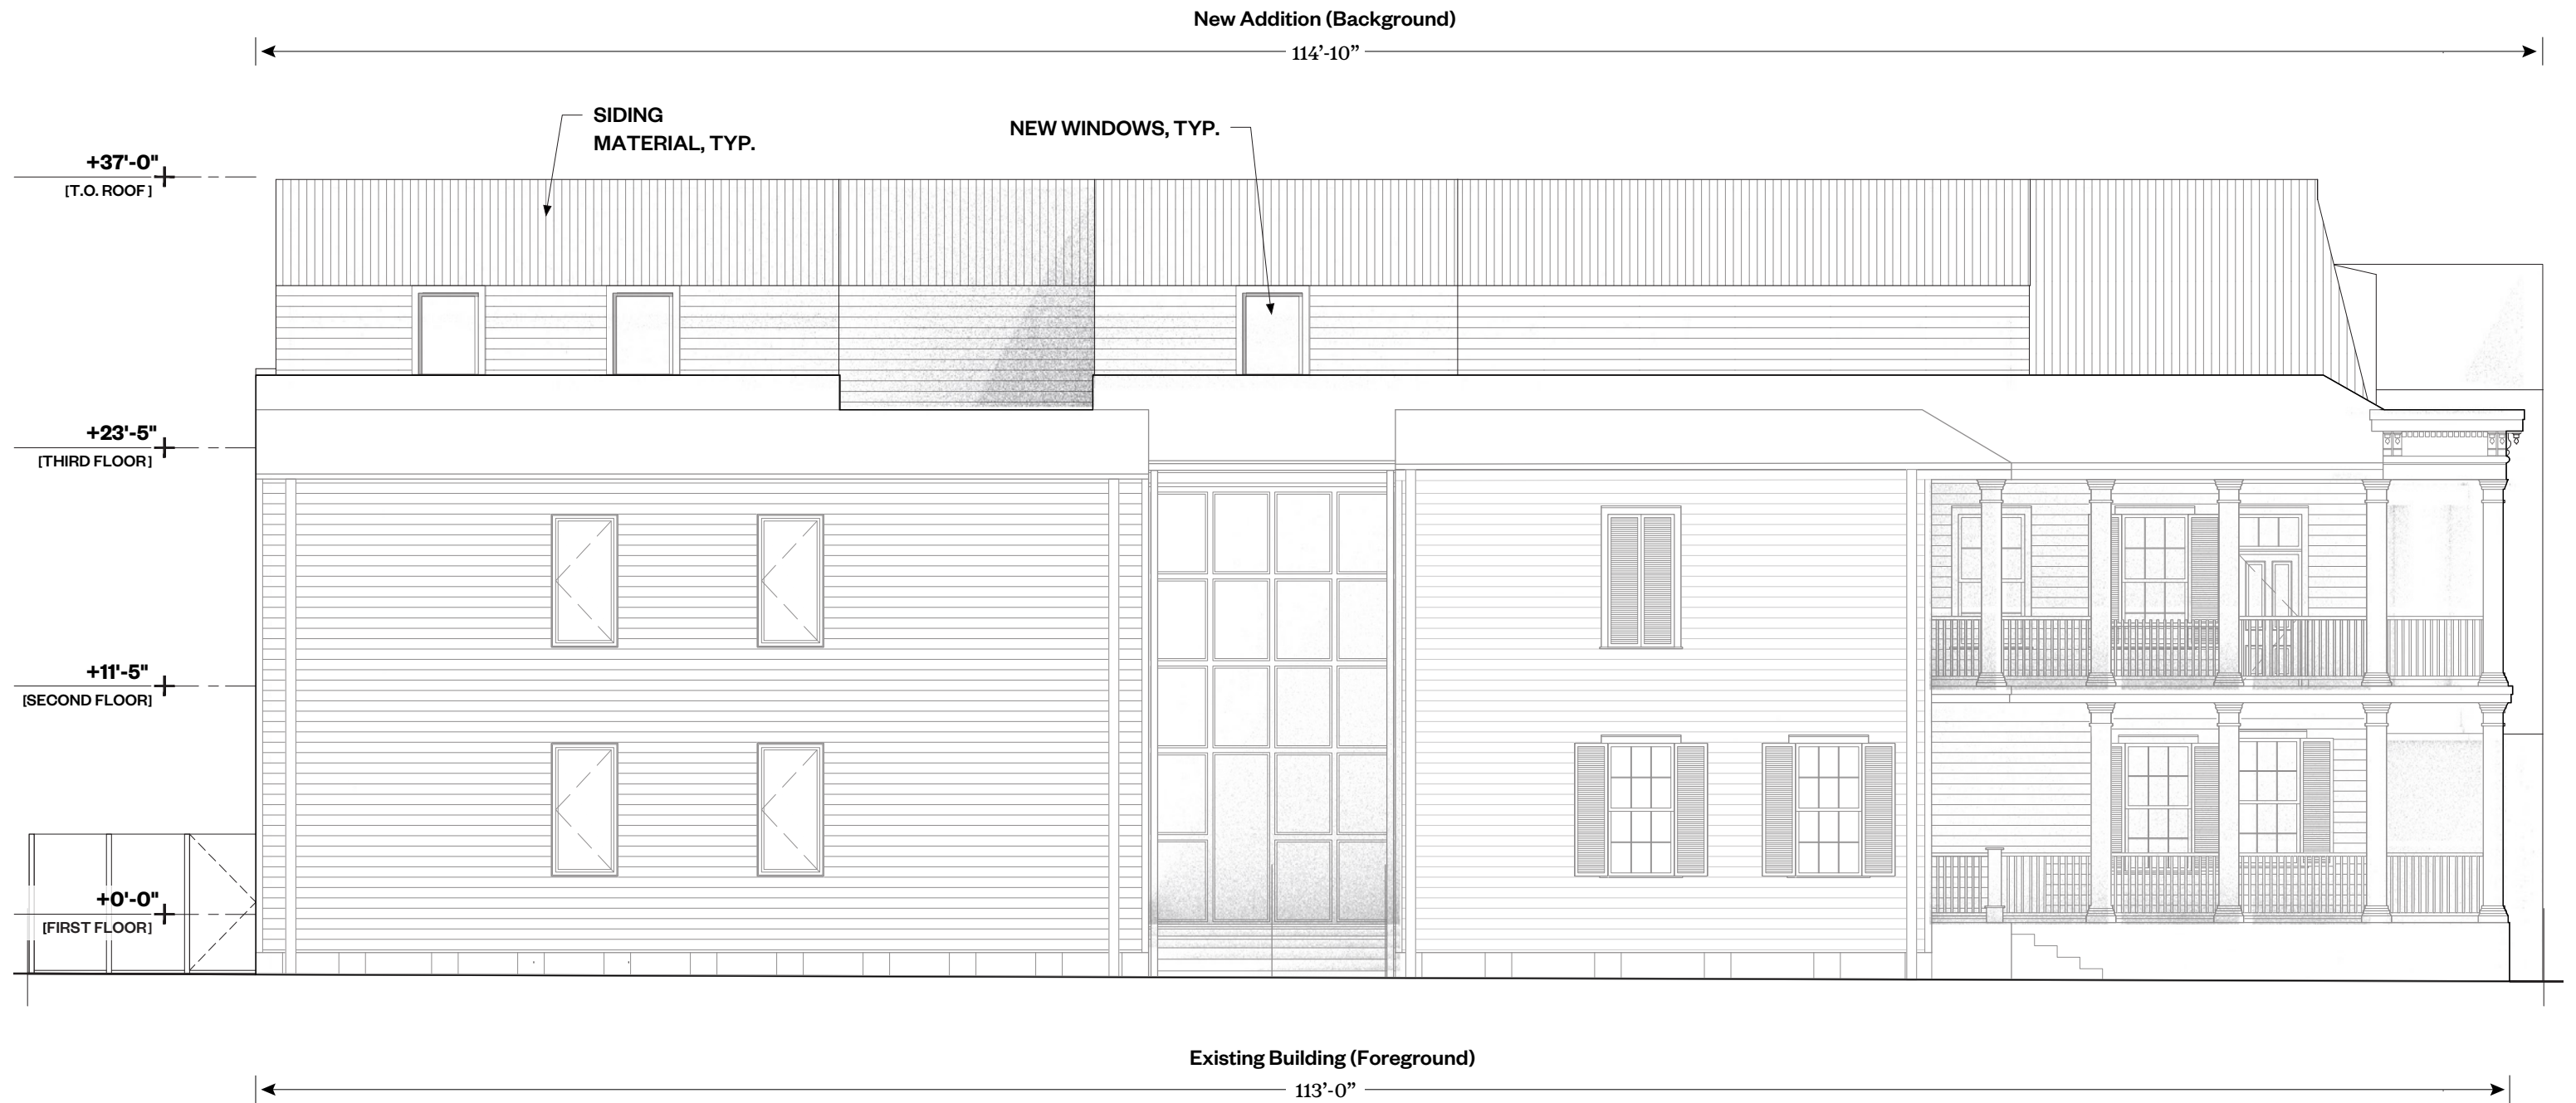 New Addition (Background)
114’-10”
SIDING
MATERIAL, TYP.
NEW WINDOWS, TYP.
+37'-0"
[T.O. ROOF]
+23'-5"
[THIRD FLOOR]
+11'-5"
[SECOND FLOOR]
+0'-0"
[FIRST FLOOR]
Existing Building (Foreground)
113’-0”